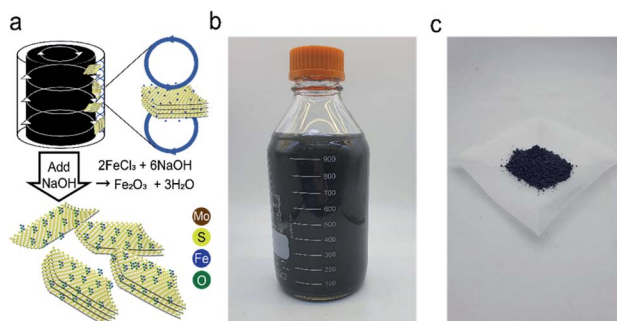 a
b
c
Add
NaOH
2FeCl₃ + 6NaOH
→ Fe₂O₃ + 3H₂O
Mo
S
Fe
O
900
800
700
600
500
400
300
200
100